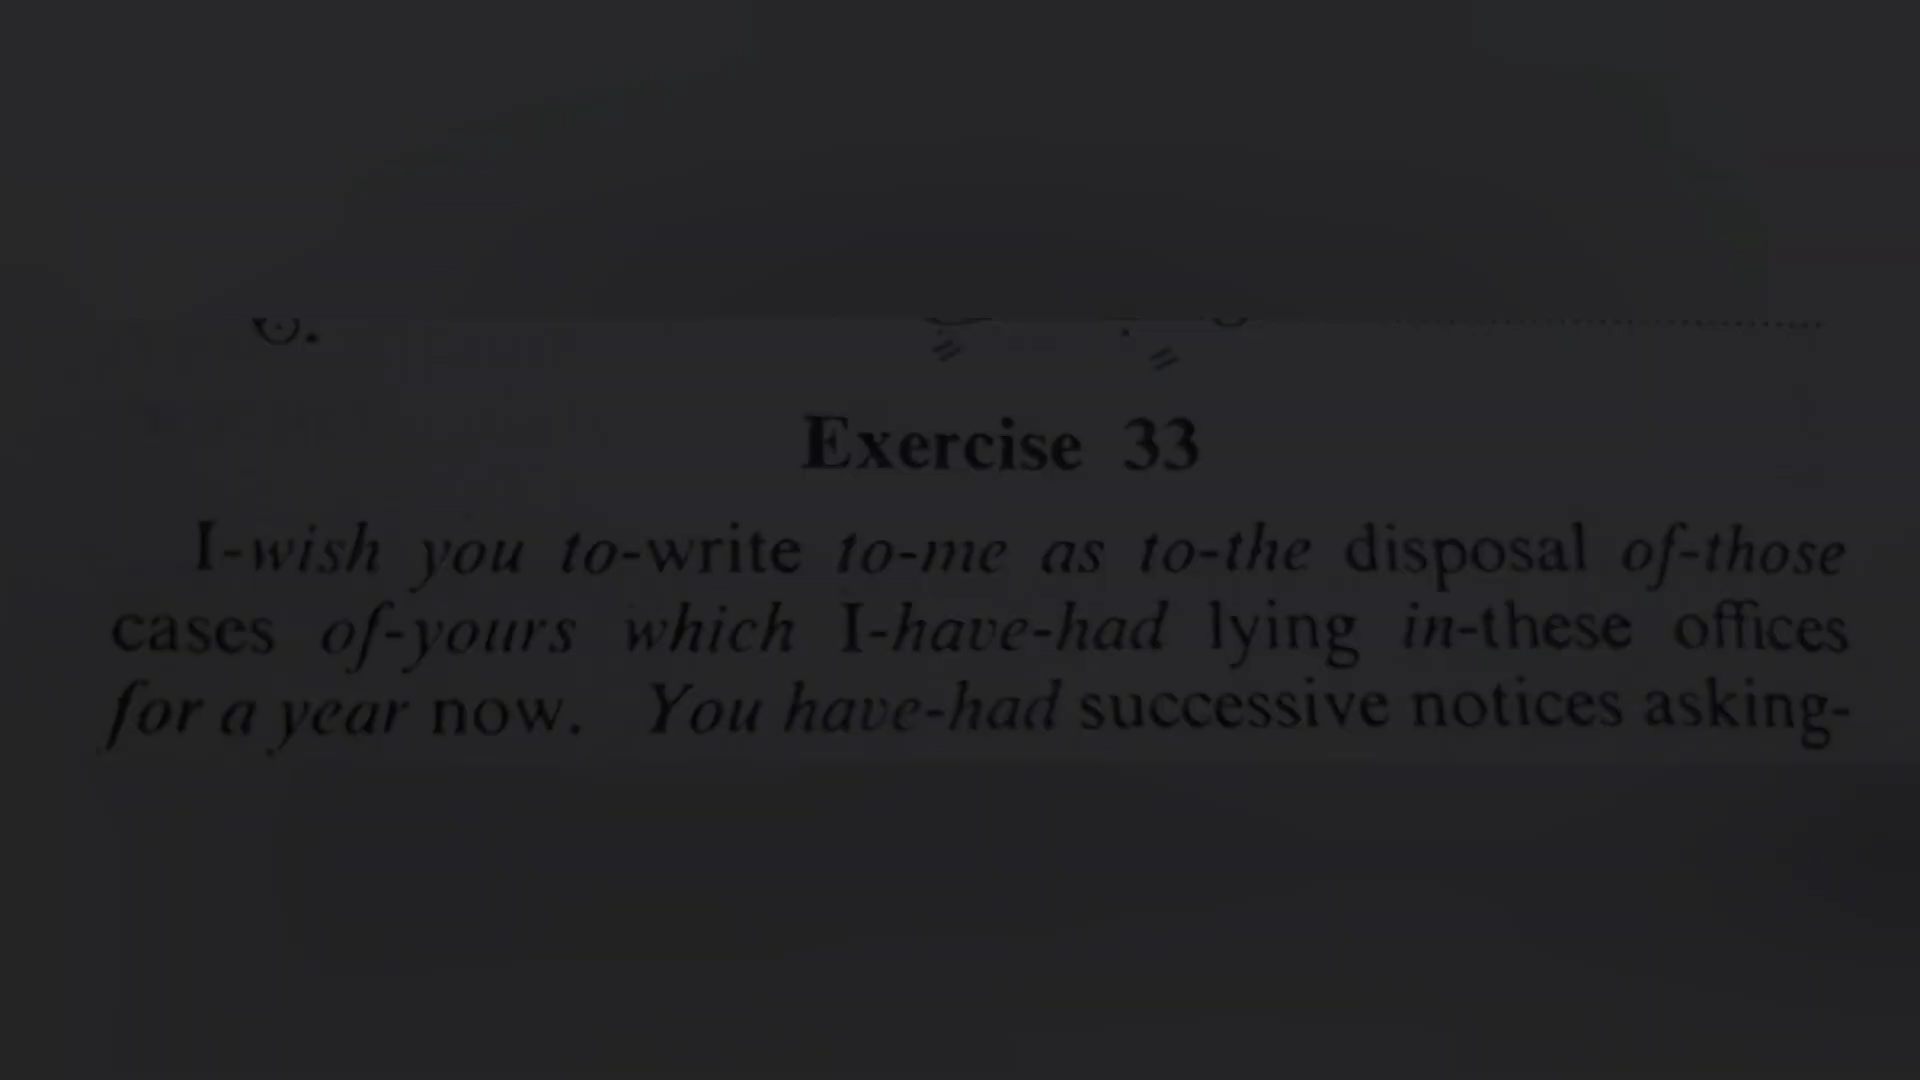 Exercise 33
I-wish you to-write to-me as to-the disposal of-those
cases of-yours which I-have-had lying in-these offices
for a year now. You have-had successive notices asking-